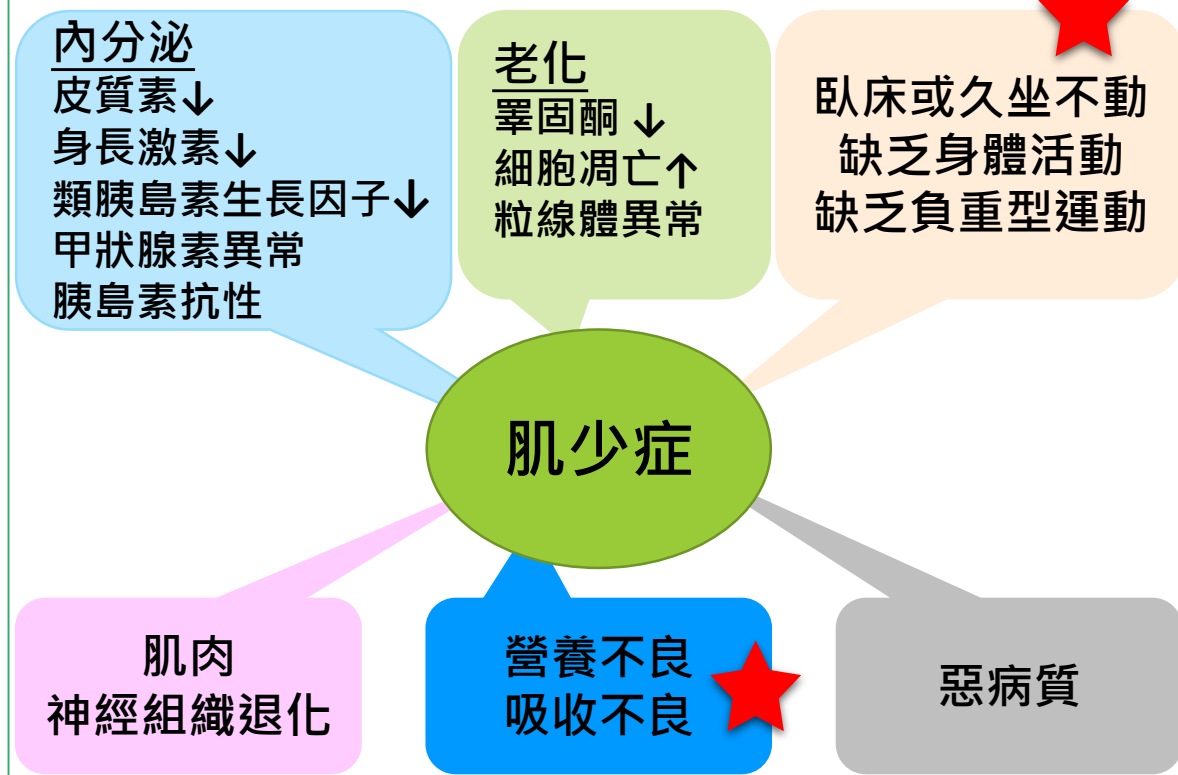 內分泌
皮質素↓
身長激素↓
類胰島素生長因子↓
甲狀腺素異常
胰島素抗性
老化
睪固酮 ↓
細胞凋亡↑
粒線體異常
臥床或久坐不動
缺乏身體活動
缺乏負重型運動
肌少症
肌肉
神經組織退化
營養不良
吸收不良
惡病質